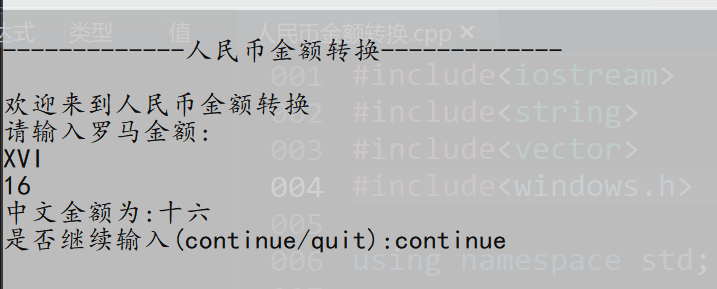 达式 类型 值 人民币金额转换.cpp ×
-------------人民币金额转换-------------
001 #include<iostream>
欢迎来到人民币金额转换
002 #include<string>
请输入罗马金额:
003 #include<vector>
XVI
16
004 #include<windows.h>
中文金额为:十六
005
是否继续输入(continue/quit):continue
006 using namespace std;